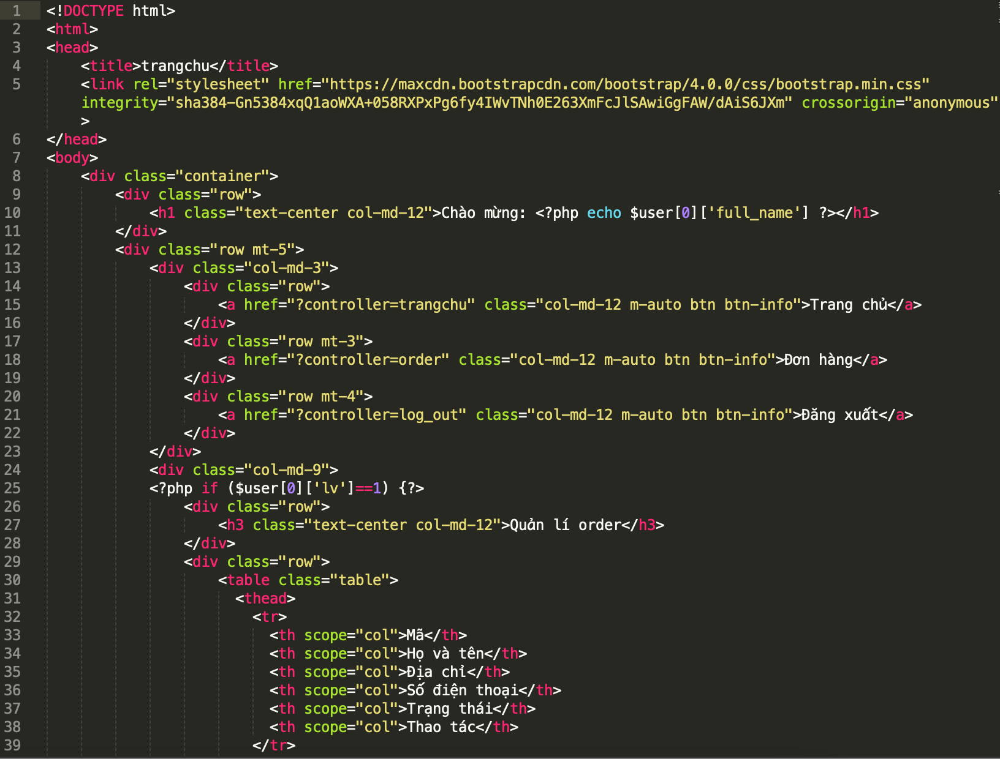 1 <!DOCTYPE html>
2 <html>
3 <head>
4 <title>trangchu</title>
5 <link rel="stylesheet" href="https://maxcdn.bootstrapcdn.com/bootstrap/4.0.0/css/bootstrap.min.css"
integrity="sha384-Gn5384xqQ1aoWXA+058RXPxPg6fy4IWvTNh0E263XmFcJlSAwiGgFAW/dAiS6JXm" crossorigin="anonymous"
>
6 </head>
7 <body>
8 <div class="container">
9 <div class="row">
10 <h1 class="text-center col-md-12">Chào mừng: <?php echo $user[0]['full_name'] ?></h1>
11 </div>
12 <div class="row mt-5">
13 <div class="col-md-3">
14 <div class="row">
15 <a href="?controller=trangchu" class="col-md-12 m-auto btn btn-info">Trang chủ</a>
16 </div>
17 <div class="row mt-3">
18 <a href="?controller=order" class="col-md-12 m-auto btn btn-info">Đơn hàng</a>
19 </div>
20 <div class="row mt-4">
21 <a href="?controller=log_out" class="col-md-12 m-auto btn btn-info">Đăng xuất</a>
22 </div>
23 </div>
24 <div class="col-md-9">
25 <?php if ($user[0]['lv']==1) {?>
26 <div class="row">
27 <h3 class="text-center col-md-12">Quản lí order</h3>
28 </div>
29 <div class="row">
30 <table class="table">
31 <thead>
32 <tr>
33 <th scope="col">Mã</th>
34 <th scope="col">Họ và tên</th>
35 <th scope="col">Địa chỉ</th>
36 <th scope="col">Số điện thoại</th>
37 <th scope="col">Trạng thái</th>
38 <th scope="col">Thao tác</th>
39 </tr>